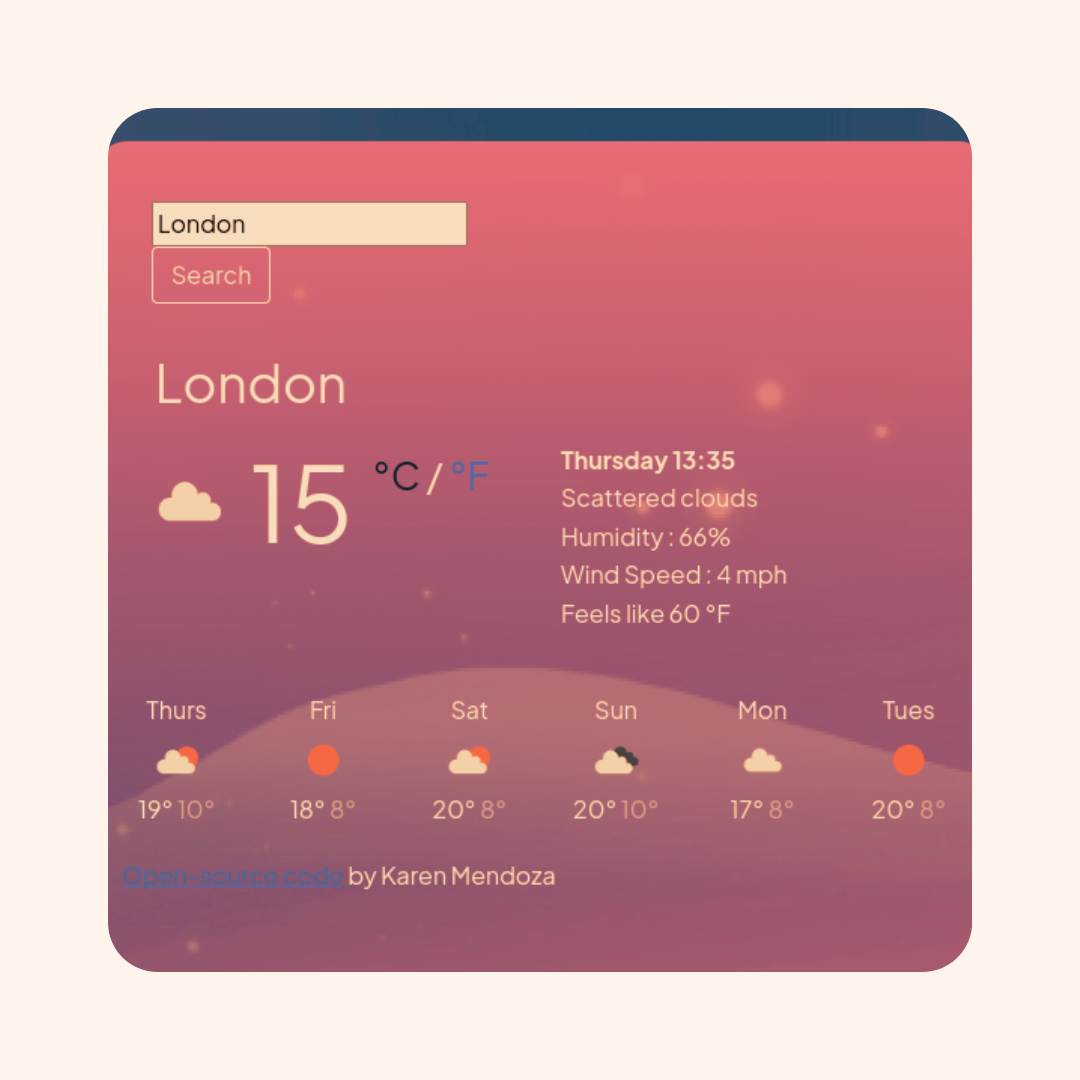 London
Search
London
15 °C / °F
Thursday 13:35
Scattered clouds
Humidity : 66%
Wind Speed : 4 mph
Feels like 60 °F
Thurs Fri Sat Sun Mon Tues
19° 10° 18° 8° 20° 8° 20° 10° 17° 8° 20° 8°
Open-source code by Karen Mendoza